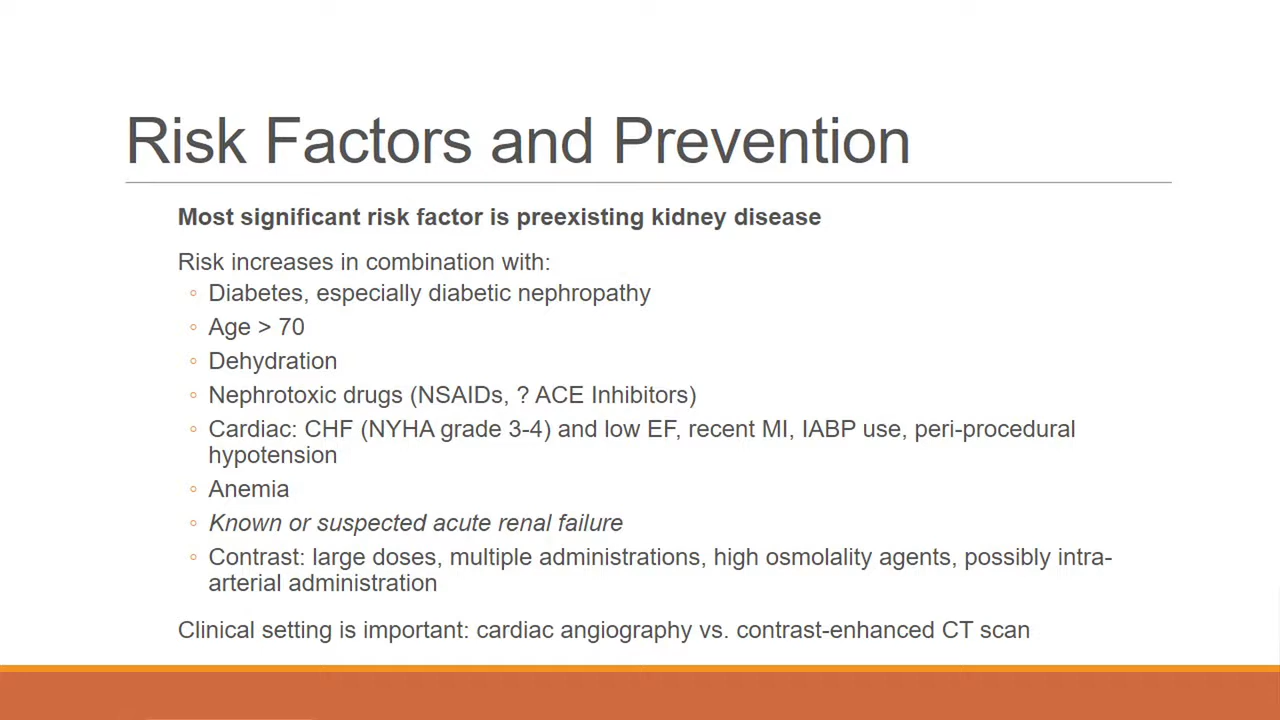 Risk Factors and Prevention
Most significant risk factor is preexisting kidney disease
Risk increases in combination with:
◦ Diabetes, especially diabetic nephropathy
◦ Age > 70
◦ Dehydration
◦ Nephrotoxic drugs (NSAIDs, ? ACE Inhibitors)
◦ Cardiac: CHF (NYHA grade 3-4) and low EF, recent MI, IABP use, peri-procedural
hypotension
◦ Anemia
◦ Known or suspected acute renal failure
◦ Contrast: large doses, multiple administrations, high osmolality agents, possibly intra-
arterial administration
Clinical setting is important: cardiac angiography vs. contrast-enhanced CT scan